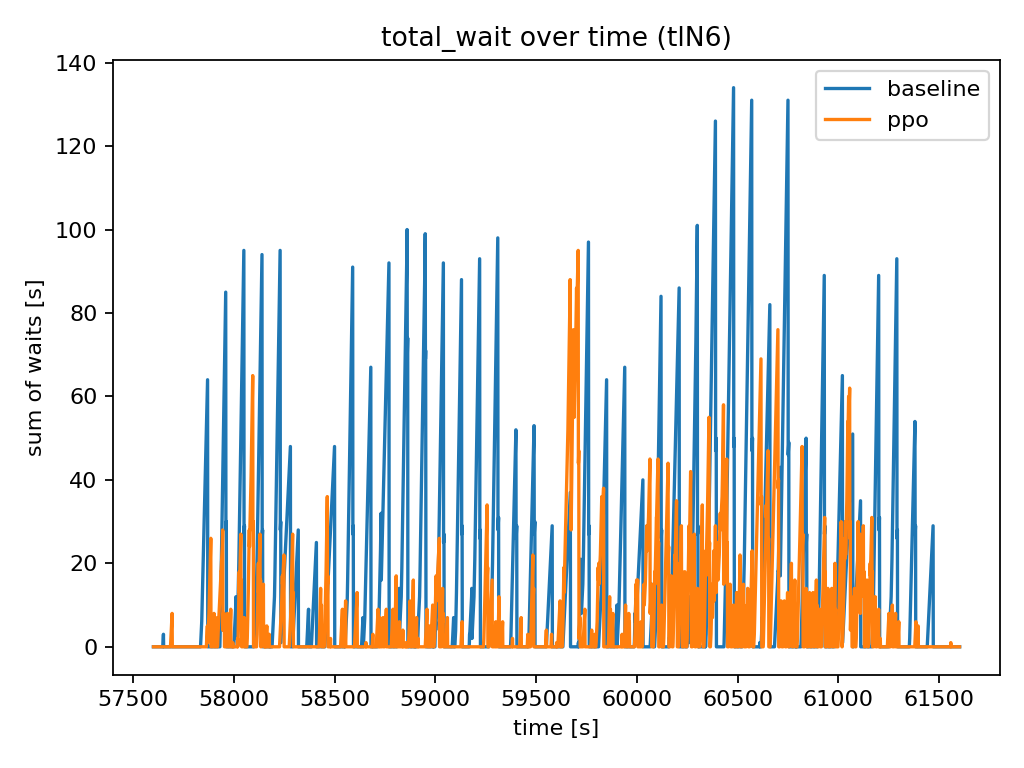 total_wait over time (tlN6)
baseline
ppo
sum of waits [s]
140
120
100
80
60
40
20
0
57500 58000 58500 59000 59500 60000 60500 61000 61500
time [s]